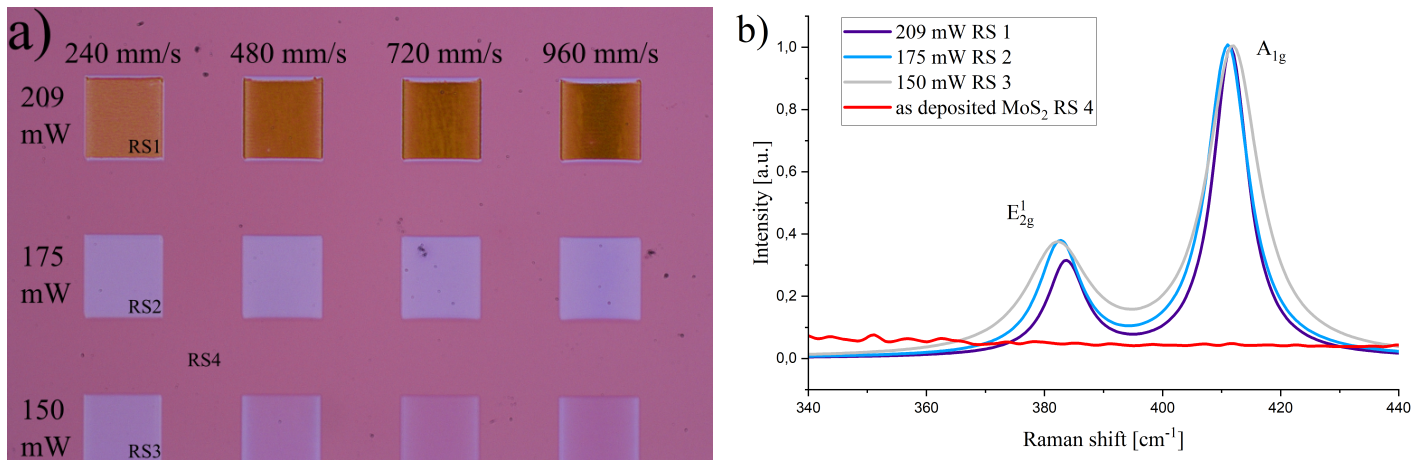 a)
240 mm/s 480 mm/s 720 mm/s 960 mm/s
209
mW
RS1
175
mW
RS2
RS4
150
mW
RS3
b)
209 mW RS 1
175 mW RS 2
150 mW RS 3
as deposited MoS₂ RS 4
A₁g
E¹₂g
Intensity [a.u.]
1,0
0,8
0,6
0,4
0,2
0,0
340 360 380 400 420 440
Raman shift [cm⁻¹]